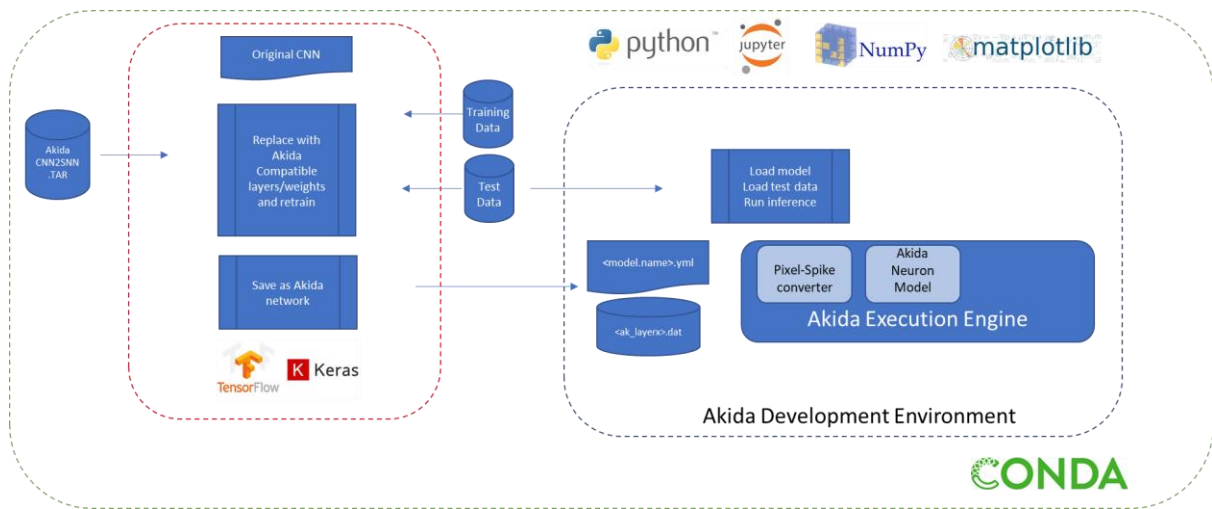 Original CNN
Akida
CNN2SNN
.TAR
Replace with
Akida
Compatible
layers/weights
and retrain
Save as Akida
network
TensorFlow
K Keras
Training
Data
Test
Data
python™
jupyter
NumPy
matplotlib
Load model
Load test data
Run inference
<model.name>.yml
<ak_layerx>.dat
Pixel-Spike
converter
Akida
Neuron
Model
Akida Execution Engine
Akida Development Environment
CONDA